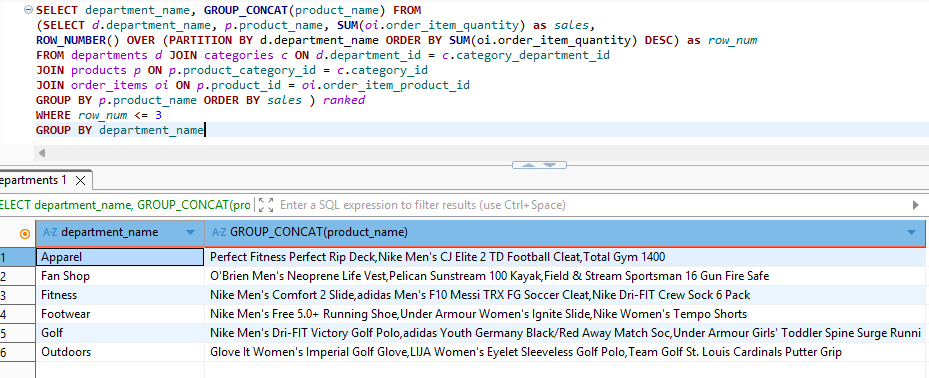 SELECT department_name, GROUP_CONCAT(product_name) FROM
(SELECT d.department_name, p.product_name, SUM(oi.order_item_quantity) as sales,
ROW_NUMBER() OVER (PARTITION BY d.department_name ORDER BY SUM(oi.order_item_quantity) DESC) as row_num
FROM departments d JOIN categories c ON d.department_id = c.category_department_id
JOIN products p ON p.product_category_id = c.category_id
JOIN order_items oi ON p.product_id = oi.order_item_product_id
GROUP BY p.product_name ORDER BY sales ) ranked
WHERE row_num <= 3
GROUP BY department_name
epartments 1
ELECT department_name, GROUP_CONCAT(pro Enter a SQL expression to filter results (use Ctrl+Space)
A-Z department_name A-Z GROUP_CONCAT(product_name)
1 Apparel Perfect Fitness Perfect Rip Deck,Nike Men's CJ Elite 2 TD Football Cleat,Total Gym 1400
2 Fan Shop O'Brien Men's Neoprene Life Vest,Pelican Sunstream 100 Kayak,Field & Stream Sportsman 16 Gun Fire Safe
3 Fitness Nike Men's Comfort 2 Slide,adidas Men's F10 Messi TRX FG Soccer Cleat,Nike Dri-FIT Crew Sock 6 Pack
4 Footwear Nike Men's Free 5.0+ Running Shoe,Under Armour Women's Ignite Slide,Nike Women's Tempo Shorts
5 Golf Nike Men's Dri-FIT Victory Golf Polo,adidas Youth Germany Black/Red Away Match Soc,Under Armour Girls' Toddler Spine Surge Runni
6 Outdoors Glove It Women's Imperial Golf Glove,LIJA Women's Eyelet Sleeveless Golf Polo,Team Golf St. Louis Cardinals Putter Grip